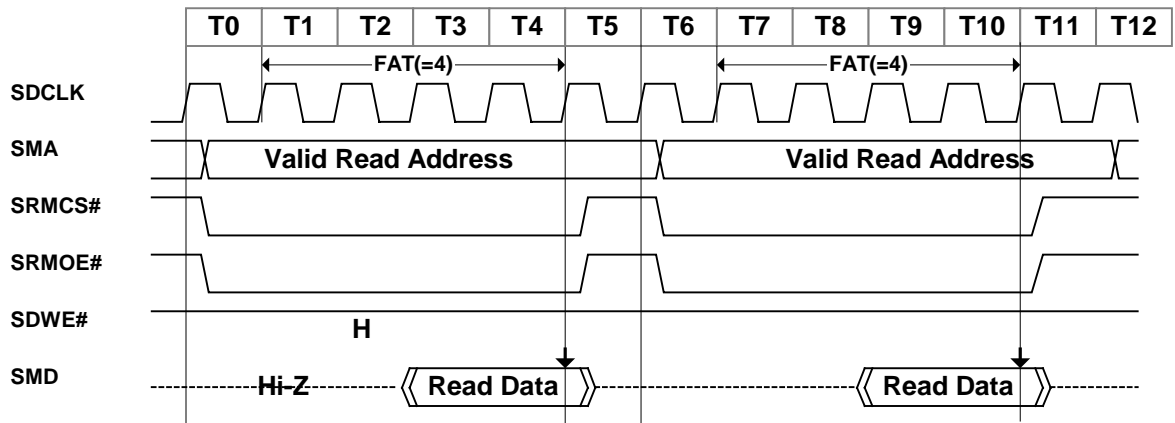 T0 T1 T2 T3 T4 T5 T6 T7 T8 T9 T10 T11 T12
FAT(=4) FAT(=4)
SDCLK
SMA Valid Read Address Valid Read Address
SRMCS#
SRMOE#
SDWE#
H
SMD Hi-Z Read Data Read Data